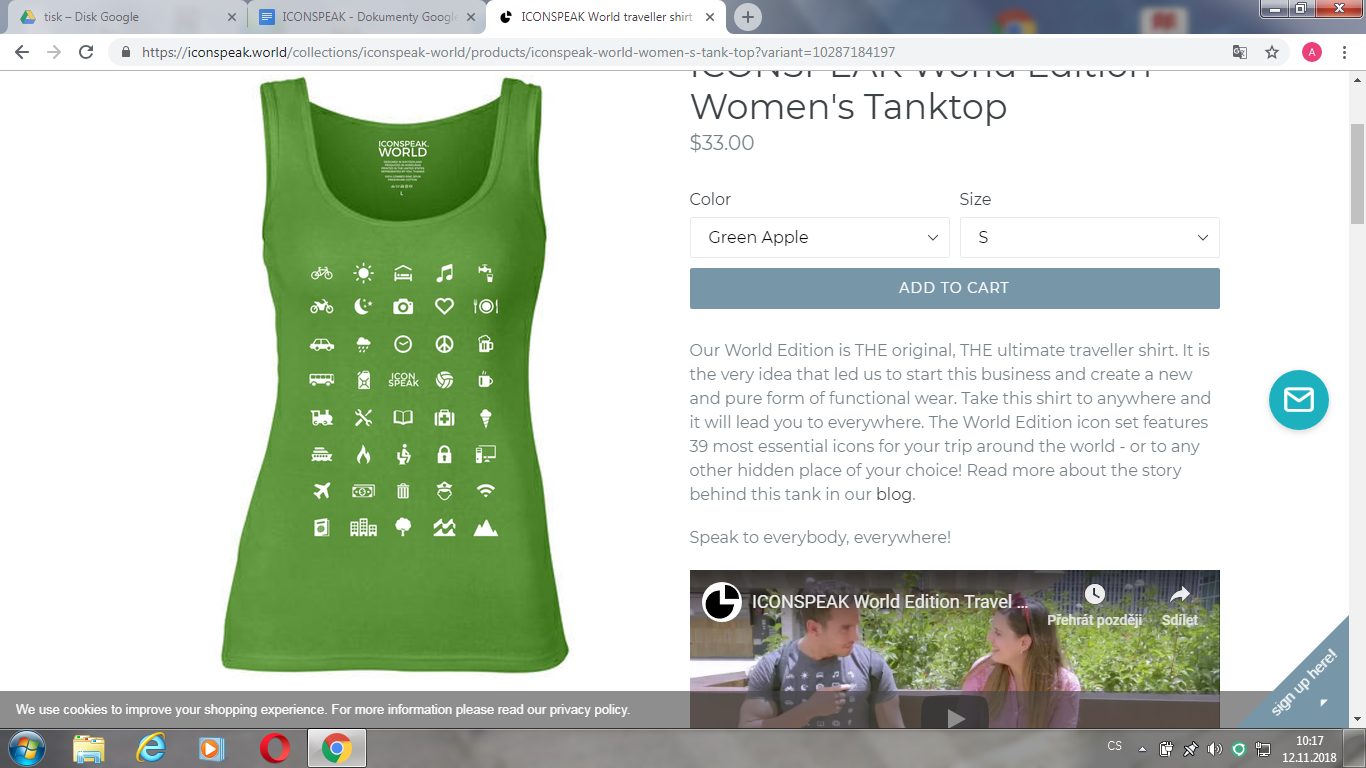 tisk – Disk Google
ICONSPEAK - Dokumenty Google
ICONSPEAK World traveller shirt
https://iconspeak.world/collections/iconspeak-world/products/iconspeak-world-women-s-tank-top?variant=10287184197
A
ICONSPEAK World Edition
Women's Tanktop
$33.00
Color
Size
Green Apple
S
ADD TO CART
Our World Edition is THE original, THE ultimate traveller shirt. It is
the very idea that led us to start this business and create a new
and pure form of functional wear. Take this shirt to anywhere and
it will lead you to everywhere. The World Edition icon set features
39 most essential icons for your trip around the world - or to any
other hidden place of your choice! Read more about the story
behind this tank in our blog.
Speak to everybody, everywhere!
ICONSPEAK World Edition Travel ...
Přehrát později
Sdílet
ICONSPEAK.
WORLD
L
ICON
SPEAK
sign up here!
We use cookies to improve your shopping experience. For more information please read our privacy policy.
CS
10:17
12.11.2018